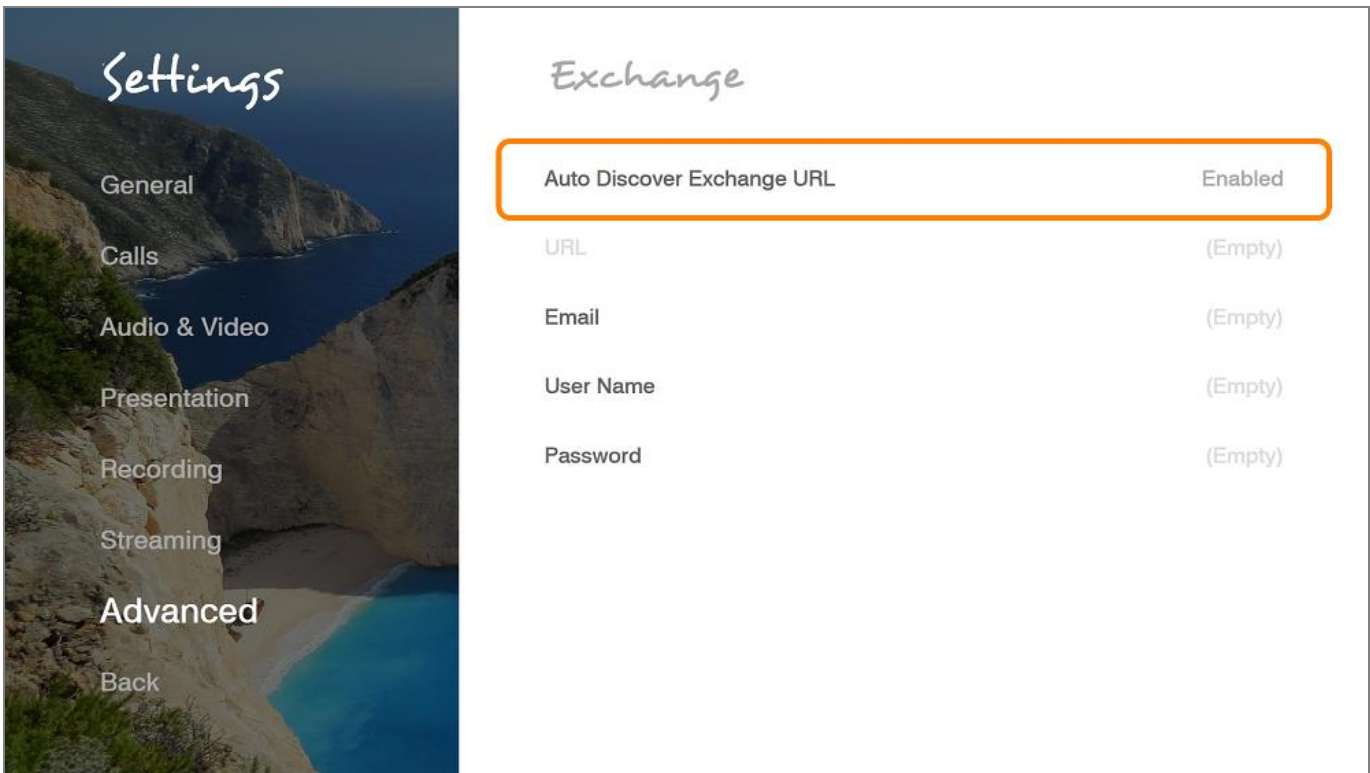 Settings
General
Calls
Audio & Video
Presentation
Recording
Streaming
Advanced
Back
Exchange
Auto Discover Exchange URL Enabled
URL (Empty)
Email (Empty)
User Name (Empty)
Password (Empty)